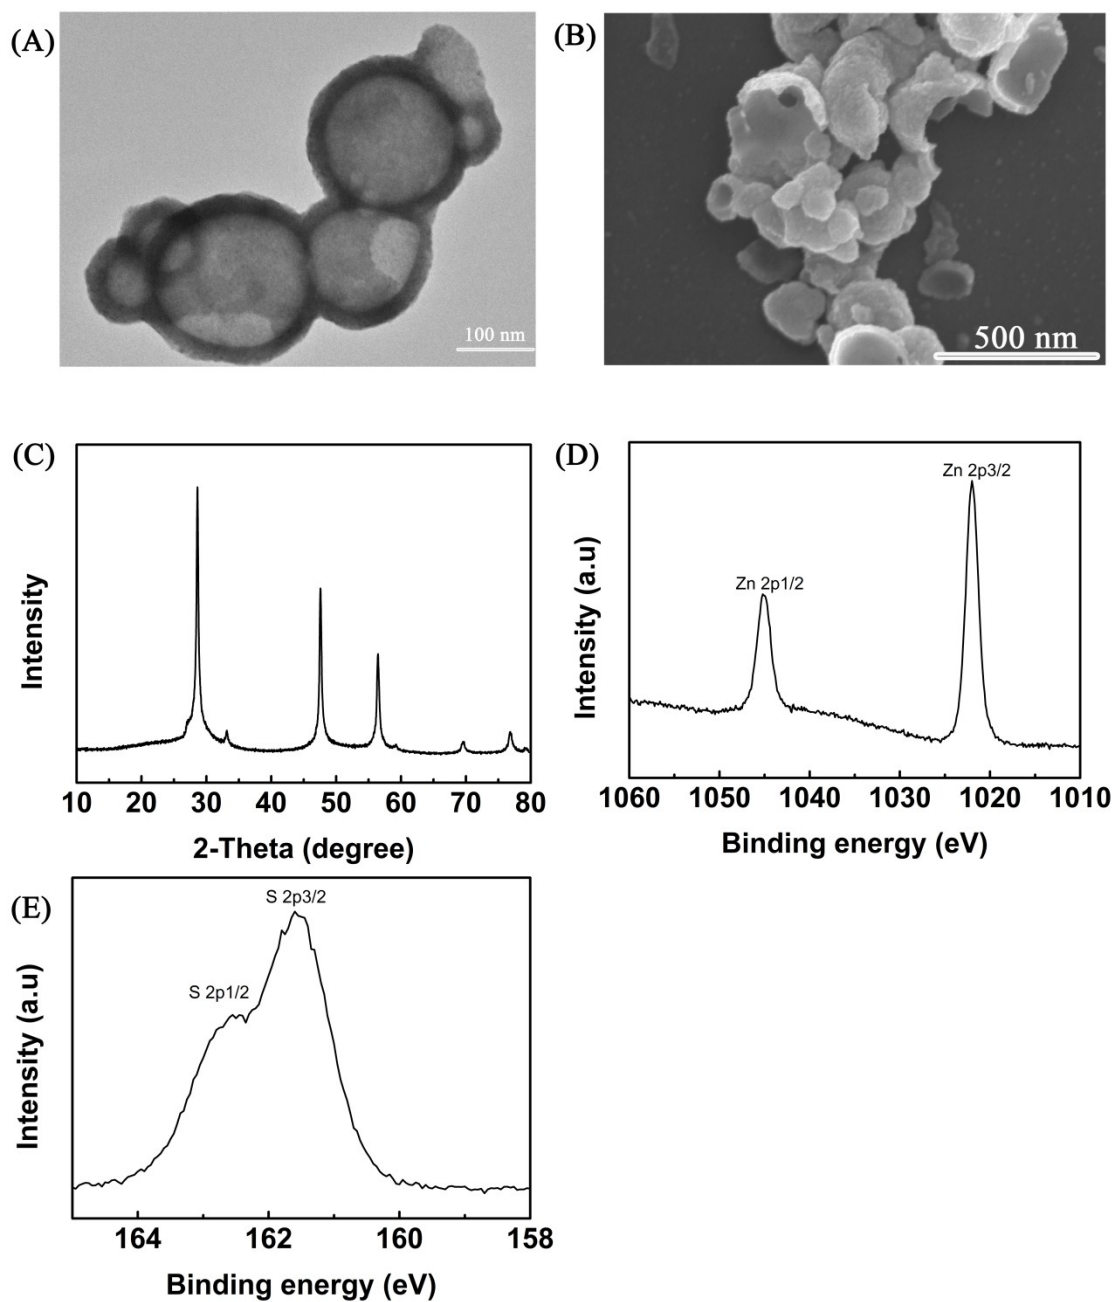 (A)
100 nm
(B)
500 nm
(C)
Intensity
10 20 30 40 50 60 70 80
2-Theta (degree)
(D)
Zn 2p3/2
Zn 2p1/2
Intensity (a.u)
1060 1050 1040 1030 1020 1010
Binding energy (eV)
(E)
S 2p3/2
S 2p1/2
Intensity (a.u)
164 162 160 158
Binding energy (eV)